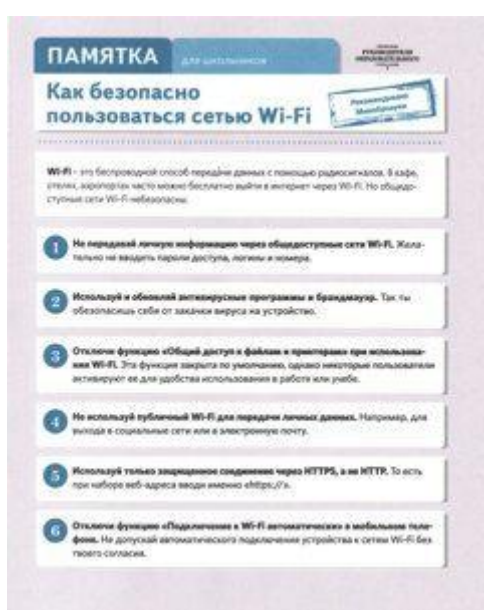 ПАМЯТКА для школьников
РУКОВОДИТЕЛЯ
ОБРАЗОВАТЕЛЬНОГО
Как безопасно
пользоваться сетью Wi-Fi
Рекомендовано
Минобрнауки
Wi-Fi – это беспроводной способ передачи данных с помощью радиосигналов. В кафе,
отелях, аэропортах часто можно бесплатно выйти в интернет через Wi-Fi. Но общедо-
ступные сети Wi-Fi небезопасны.
1 Не передавай личную информацию через общедоступные сети Wi-Fi. Жела-
тельно не вводить пароли доступа, логины и номера.
2 Используй и обновляй антивирусные программы и брандмауэр. Так ты
обезопасишь себя от закачки вируса на устройство.
3 Отключи функцию «Общий доступ к файлам и принтерам» при использова-
нии Wi-Fi. Эта функция закрыта по умолчанию, однако некоторые пользователи
активируют ее для удобства использования в работе или учебе.
4 Не используй публичный Wi-Fi для передачи личных данных. Например, для
выхода в социальные сети или в электронную почту.
5 Используй только защищенное соединение через HTTPS, а не HTTP. То есть
при наборе веб-адреса вводи именно «https://».
6 Отключи функцию «Подключение к Wi-Fi автоматически» в мобильном теле-
фоне. Не допускай автоматического подключения устройства к сетям Wi-Fi без
твоего согласия.